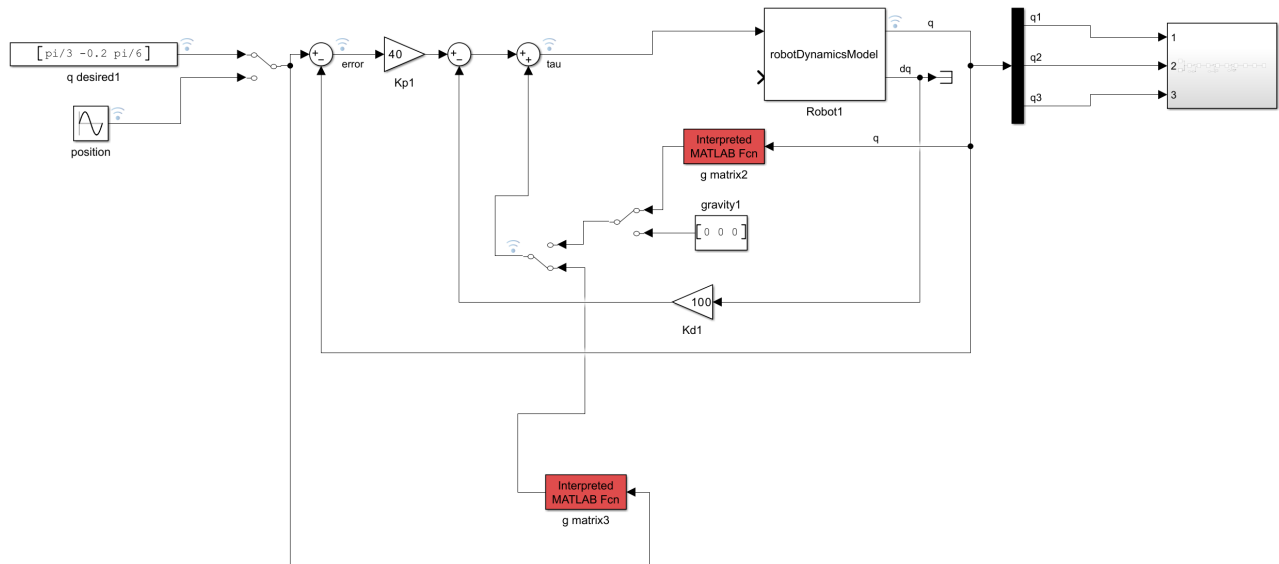 [pi/3 -0.2 pi/6]
q desired1
position
+
−
error
40
Kp1
+
−
+
+
tau
robotDynamicsModel
Robot1
q
dq
q1
q2
q3
1
2
3
Interpreted
MATLAB Fcn
g matrix2
q
gravity1
[0 0 0]
100
Kd1
Interpreted
MATLAB Fcn
g matrix3